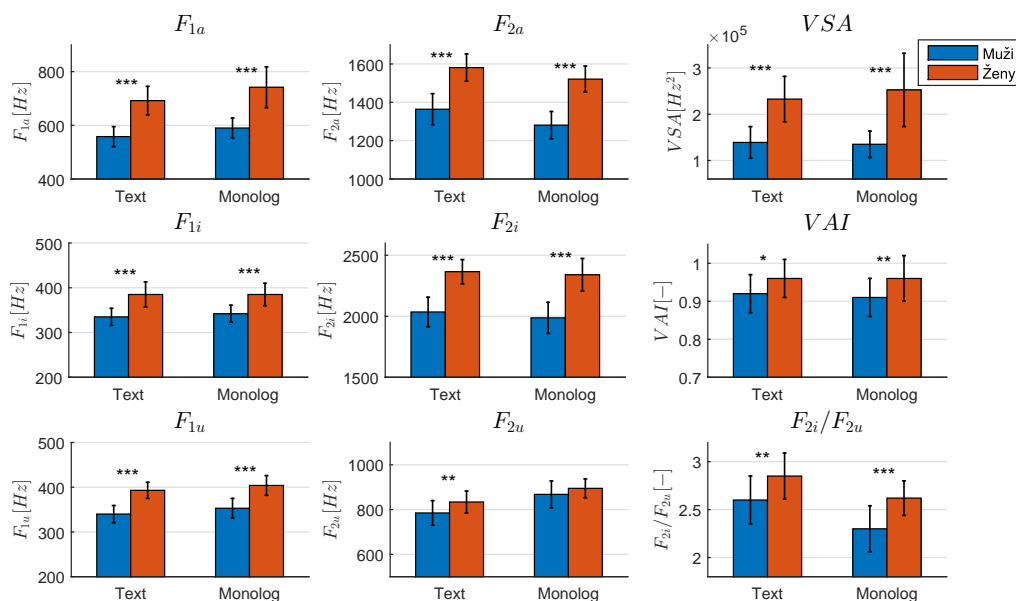 F1a
F2a
VSA
×10^5
Muži
Ženy
F1a[Hz]
800
600
400
***
***
Text
Monolog
F2a[Hz]
1600
1400
1200
1000
***
***
Text
Monolog
VSA[Hz^2]
3
2
1
***
***
Text
Monolog
F1i
F2i
VAI
F1i[Hz]
500
400
300
200
***
***
Text
Monolog
F2i[Hz]
2500
2000
1500
***
***
Text
Monolog
VAI[−]
1
0.9
0.8
0.7
*
**
Text
Monolog
F1u
F2u
F2i/F2u
F1u[Hz]
500
400
300
200
***
***
Text
Monolog
F2u[Hz]
1000
800
600
**
Text
Monolog
F2i/F2u[−]
3
2.5
2
**
***
Text
Monolog